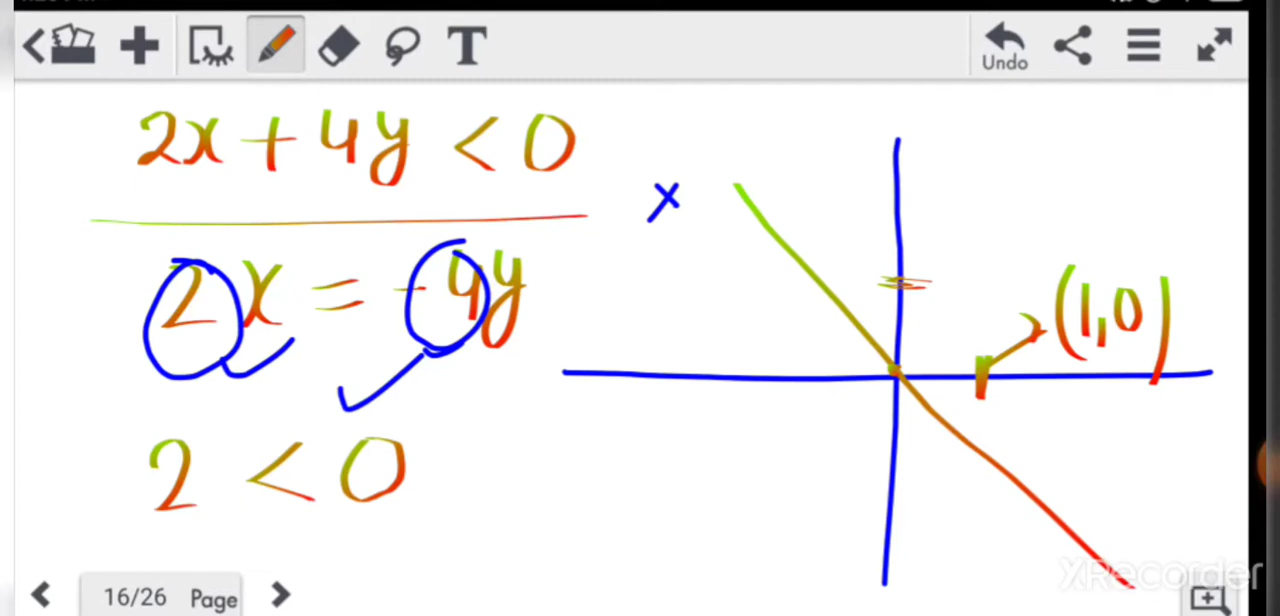 T
Undo
2x + 4y < 0
x
2x = -4y
(1,0)
2 < 0
16/26 Page
XRecorder